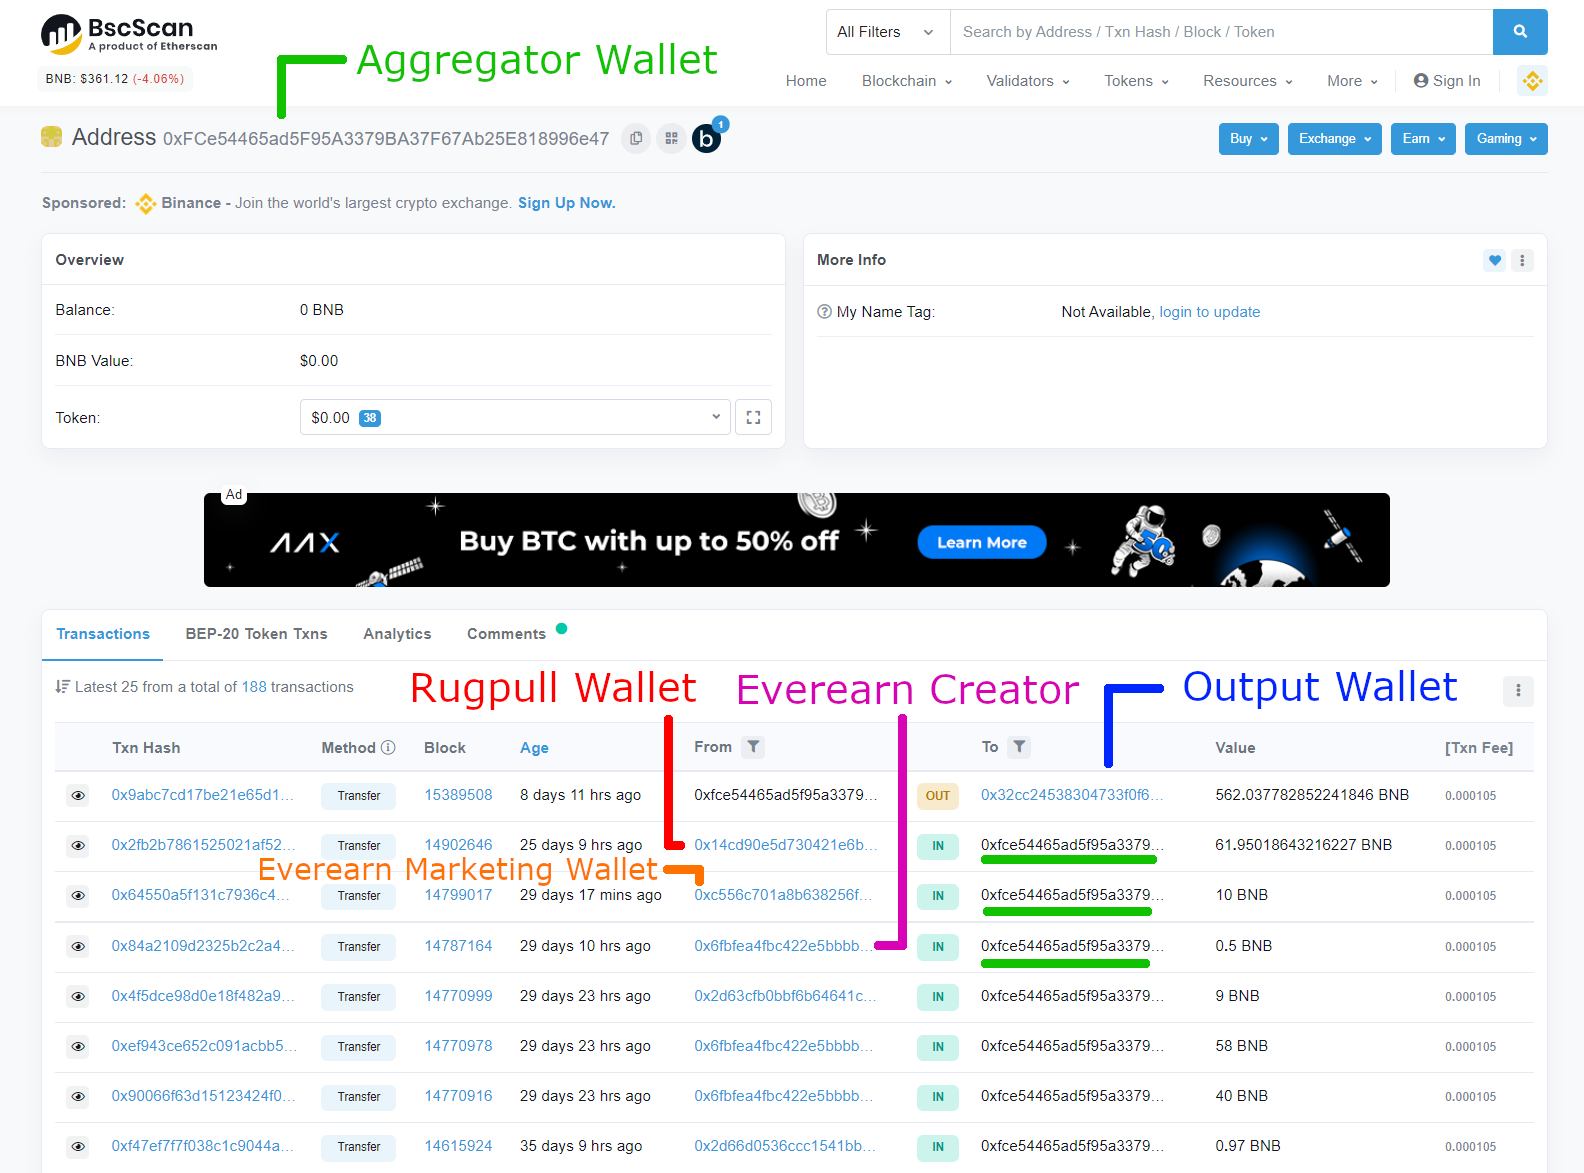 BscScan
A product of Etherscan
BNB: $361.12 (-4.06%)
All Filters
Search by Address / Txn Hash / Block / Token
Home Blockchain Validators Tokens Resources More Sign In
Aggregator Wallet
Address 0xFCe54465ad5F95A3379BA37F67Ab25E818996e47
b 1
Buy Exchange Earn Gaming
Sponsored: Binance - Join the world's largest crypto exchange. Sign Up Now.
Overview
Balance: 0 BNB
BNB Value: $0.00
Token: $0.00 38
More Info
My Name Tag: Not Available, login to update
Ad
AAX Buy BTC with up to 50% off Learn More
50%
Transactions BEP-20 Token Txns Analytics Comments
Latest 25 from a total of 188 transactions
Rugpull Wallet Everearn Creator Output Wallet
Txn Hash Method Block Age From To Value [Txn Fee]
0x9abc7cd17be21e65d1... Transfer 15389508 8 days 11 hrs ago 0xfce54465ad5f95a3379... OUT 0x32cc24538304733f0f6... 562.037782852241846 BNB 0.000105
0x2fb2b7861525021af52... Transfer 14902646 25 days 9 hrs ago 0x14cd90e5d730421e6b... IN 0xfce54465ad5f95a3379... 61.95018643216227 BNB 0.000105
Everearn Marketing Wallet
0x64550a5f131c7936c4... Transfer 14799017 29 days 17 mins ago 0xc556c701a8b638256f... IN 0xfce54465ad5f95a3379... 10 BNB 0.000105
0x84a2109d2325b2c2a4... Transfer 14787164 29 days 10 hrs ago 0x6fbfea4fbc422e5bbbb... IN 0xfce54465ad5f95a3379... 0.5 BNB 0.000105
0x4f5dce98d0e18f482a9... Transfer 14770999 29 days 23 hrs ago 0x2d63cfb0bbf6b64641c... IN 0xfce54465ad5f95a3379... 9 BNB 0.000105
0xef943ce652c091acbb5... Transfer 14770978 29 days 23 hrs ago 0x6fbfea4fbc422e5bbbb... IN 0xfce54465ad5f95a3379... 58 BNB 0.000105
0x90066f63d15123424f0... Transfer 14770916 29 days 23 hrs ago 0x6fbfea4fbc422e5bbbb... IN 0xfce54465ad5f95a3379... 40 BNB 0.000105
0xf47ef7f7f038c1c9044a... Transfer 14615924 35 days 9 hrs ago 0x2d66d0536ccc1541bb... IN 0xfce54465ad5f95a3379... 0.97 BNB 0.000105